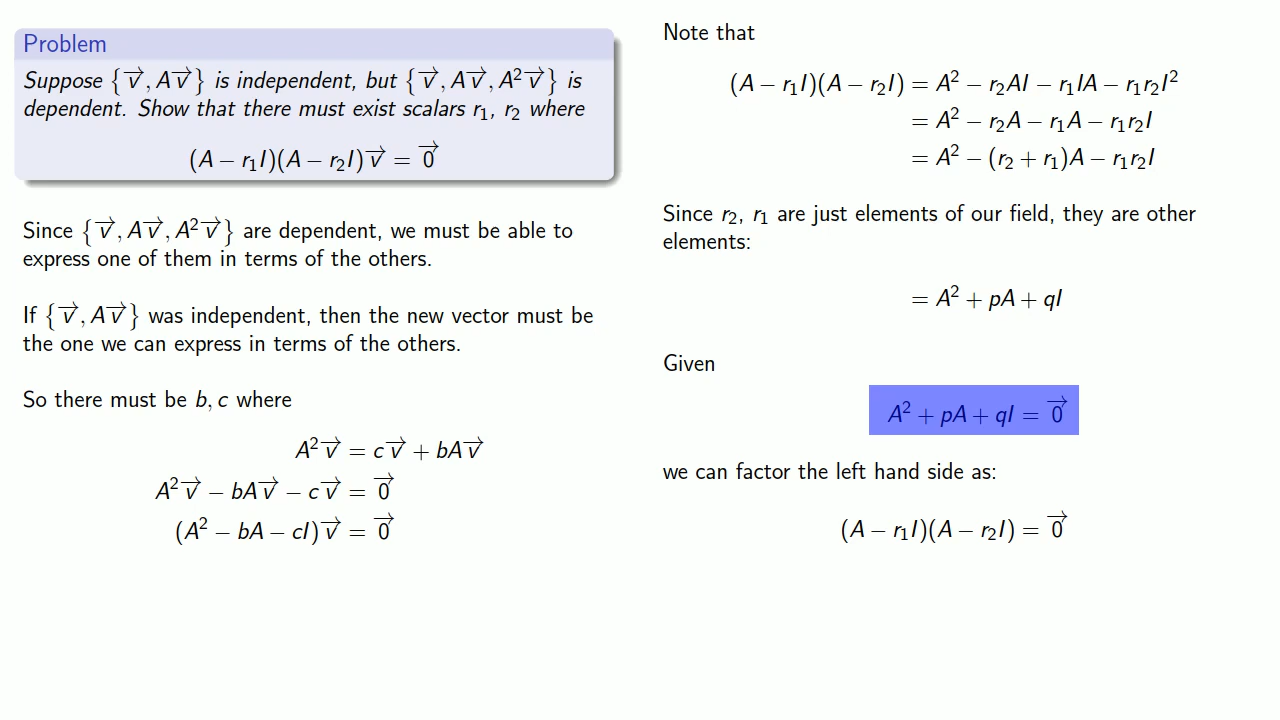 Problem
Suppose {v⃗, Av⃗} is independent, but {v⃗, Av⃗, A²v⃗} is
dependent. Show that there must exist scalars r₁, r₂ where
(A − r₁I)(A − r₂I)v⃗ = 0⃗
Since {v⃗, Av⃗, A²v⃗} are dependent, we must be able to
express one of them in terms of the others.
If {v⃗, Av⃗} was independent, then the new vector must be
the one we can express in terms of the others.
So there must be b, c where
A²v⃗ = cv⃗ + bAv⃗
A²v⃗ − bAv⃗ − cv⃗ = 0⃗
(A² − bA − cI)v⃗ = 0⃗
Note that
(A − r₁I)(A − r₂I) = A² − r₂AI − r₁IA − r₁r₂I²
= A² − r₂A − r₁A − r₁r₂I
= A² − (r₂ + r₁)A − r₁r₂I
Since r₂, r₁ are just elements of our field, they are other
elements:
= A² + pA + qI
Given
A² + pA + qI = 0⃗
we can factor the left hand side as:
(A − r₁I)(A − r₂I) = 0⃗